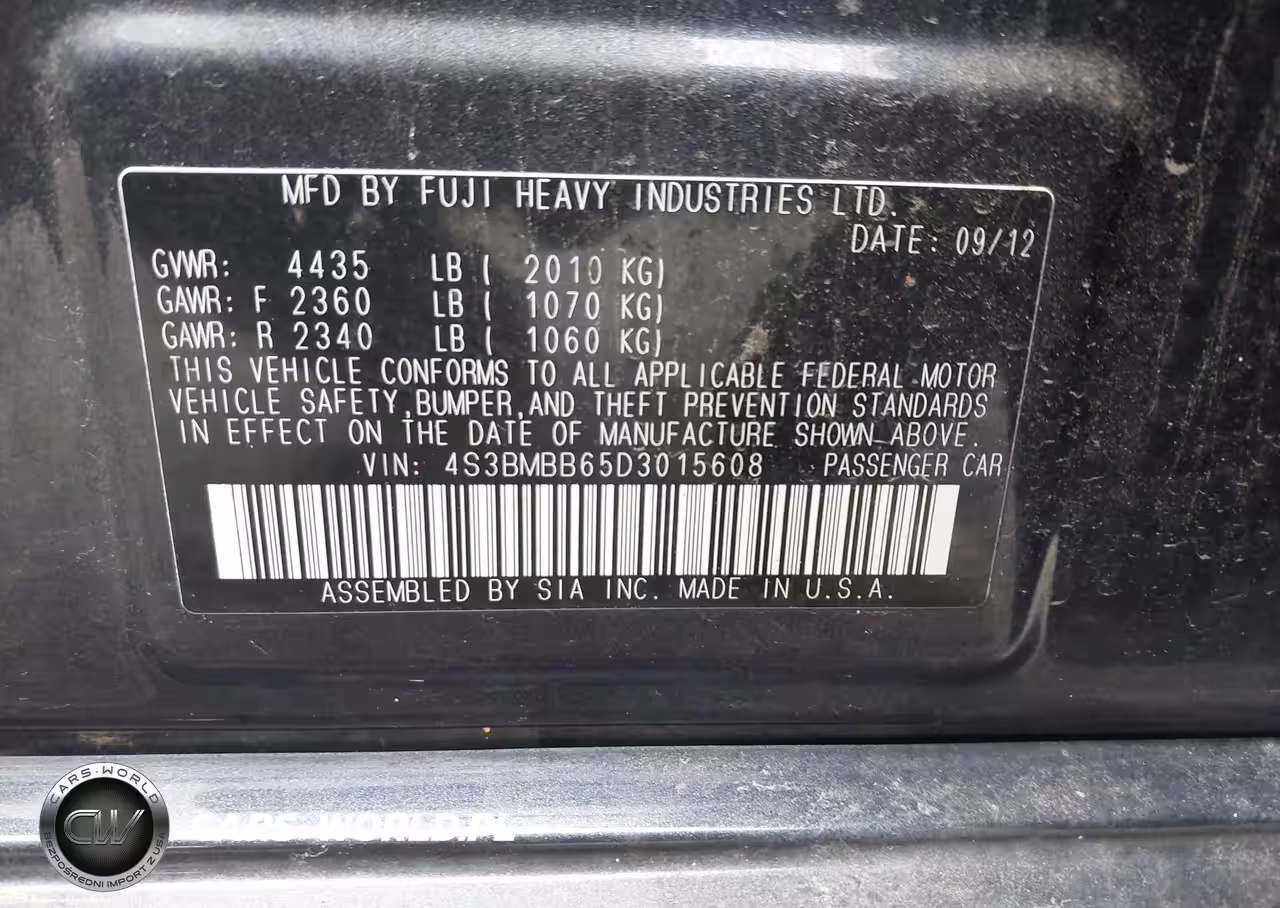 MFD BY FUJI HEAVY INDUSTRIES LTD.
DATE: 09/12
GVWR: 4435 LB ( 2010 KG)
GAWR: F 2360 LB ( 1070 KG)
GAWR: R 2340 LB ( 1060 KG)
THIS VEHICLE CONFORMS TO ALL APPLICABLE FEDERAL MOTOR
VEHICLE SAFETY,BUMPER,AND THEFT PREVENTION STANDARDS
IN EFFECT ON THE DATE OF MANUFACTURE SHOWN ABOVE.
VIN: 4S3BMBB65D3015608 PASSENGER CAR
ASSEMBLED BY SIA INC. MADE IN U.S.A.
CARS-WORLD
CW
BEZPOŚREDNI IMPORT Z USA
CARS-WORLD.PL